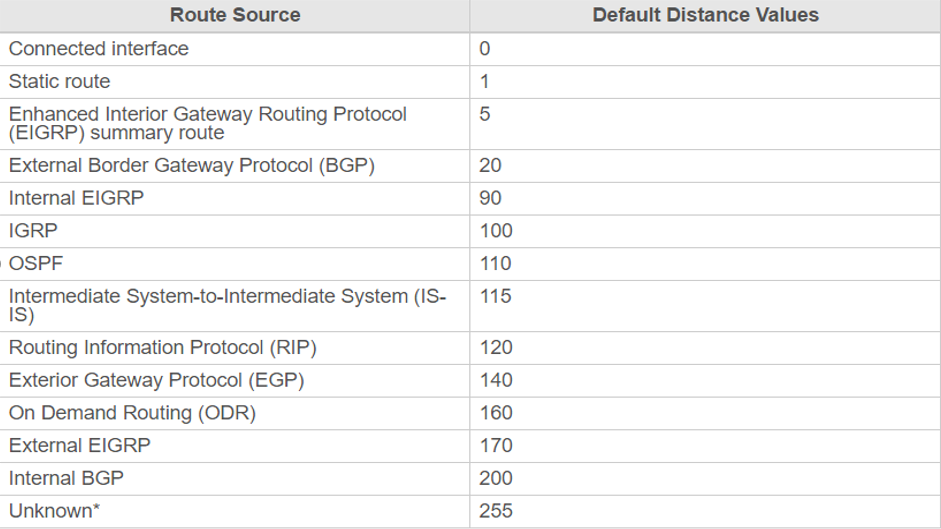 Route Source Default Distance Values
Connected interface 0
Static route 1
Enhanced Interior Gateway Routing Protocol 5
(EIGRP) summary route
External Border Gateway Protocol (BGP) 20
Internal EIGRP 90
IGRP 100
OSPF 110
Intermediate System-to-Intermediate System (IS- 115
IS)
Routing Information Protocol (RIP) 120
Exterior Gateway Protocol (EGP) 140
On Demand Routing (ODR) 160
External EIGRP 170
Internal BGP 200
Unknown* 255